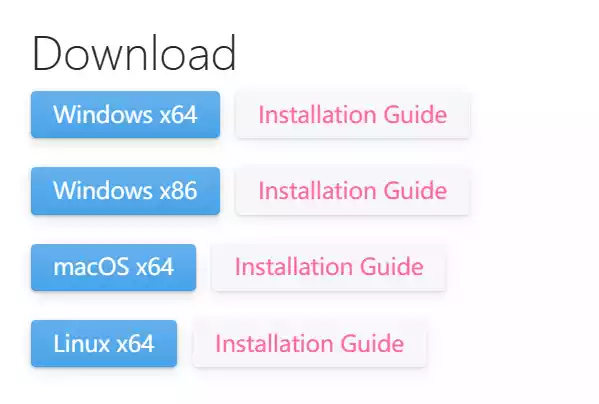 Download
Windows x64 Installation Guide
Windows x86 Installation Guide
macOS x64 Installation Guide
Linux x64 Installation Guide